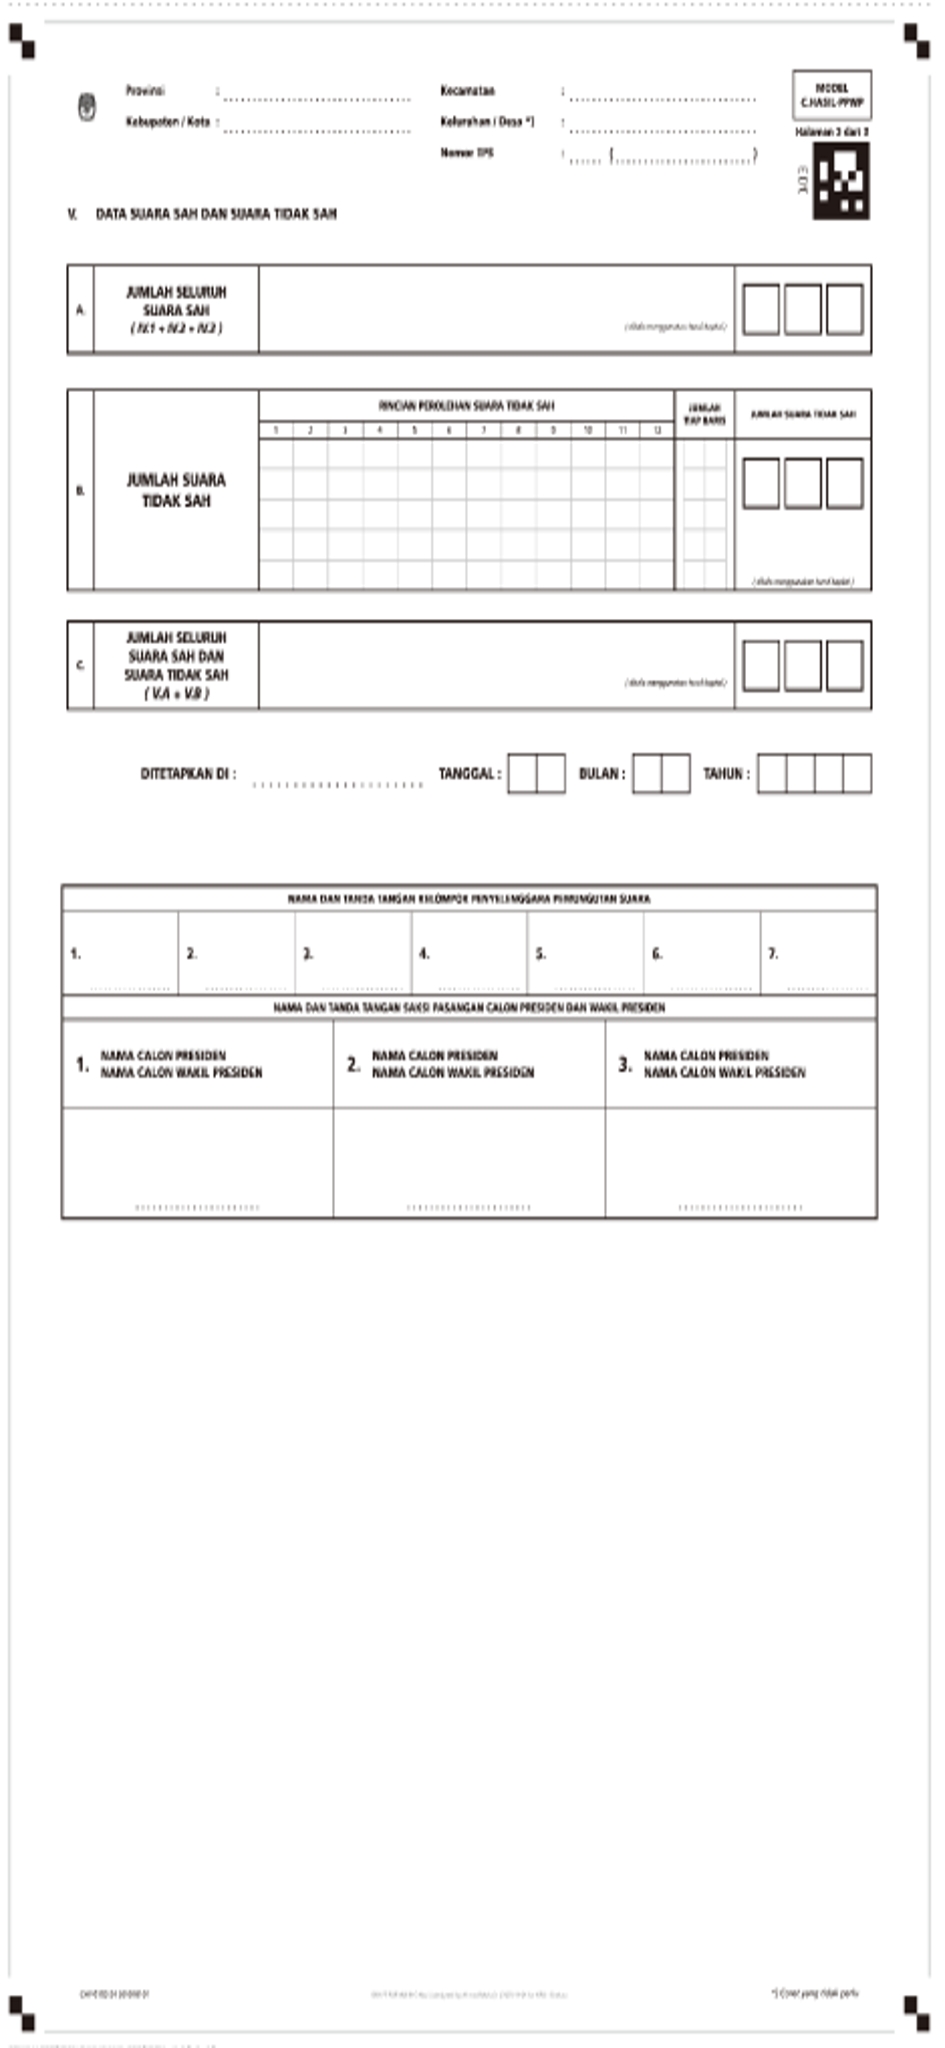 Provinsi :
Kabupaten / Kota :
Kecamatan :
Kelurahan / Desa *) :
Nomor TPS : ...... (........................)
MODEL
C.HASIL-PPWP
Halaman 3 dari 3
V. DATA SUARA SAH DAN SUARA TIDAK SAH
A.
JUMLAH SELURUH
SUARA SAH
( IV.1 + IV.2 + IV.3 )
( ditulis menggunakan huruf kapital )
B.
JUMLAH SUARA
TIDAK SAH
RINCIAN PEROLEHAN SUARA TIDAK SAH
1 2 3 4 5 6 7 8 9 10 11 12
JUMLAH
TIAP BARIS
JUMLAH SUARA TIDAK SAH
( ditulis menggunakan huruf kapital )
C.
JUMLAH SELURUH
SUARA SAH DAN
SUARA TIDAK SAH
( V.A + V.B )
( ditulis menggunakan huruf kapital )
DITETAPKAN DI : ........................ TANGGAL : BULAN : TAHUN :
NAMA DAN TANDA TANGAN KELOMPOK PENYELENGGARA PEMUNGUTAN SUARA
1. 2. 3. 4. 5. 6. 7.
NAMA DAN TANDA TANGAN SAKSI PASANGAN CALON PRESIDEN DAN WAKIL PRESIDEN
1. NAMA CALON PRESIDEN
NAMA CALON WAKIL PRESIDEN
2. NAMA CALON PRESIDEN
NAMA CALON WAKIL PRESIDEN
3. NAMA CALON PRESIDEN
NAMA CALON WAKIL PRESIDEN
*) Coret yang tidak perlu